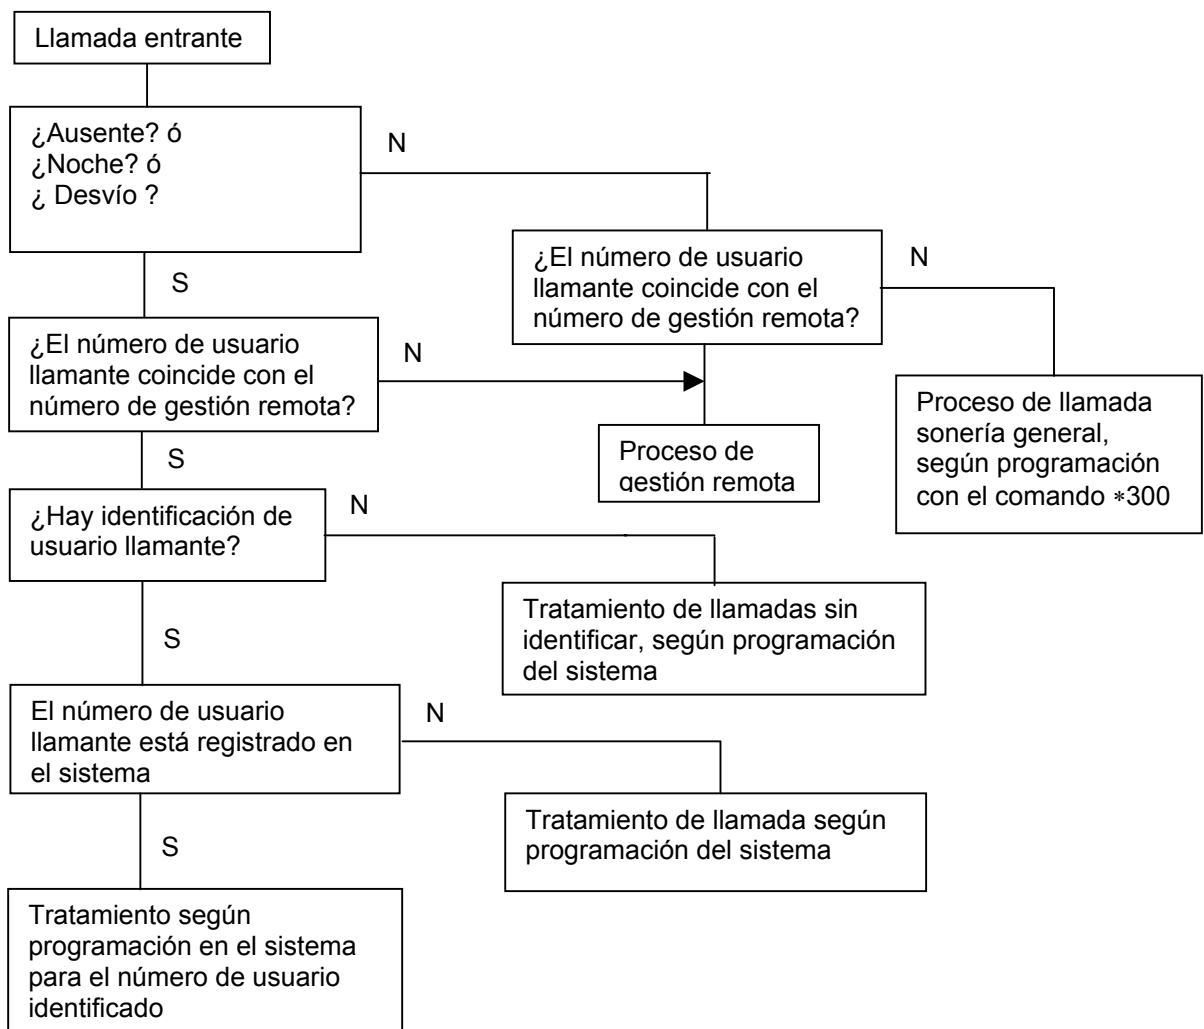 Llamada entrante
¿Ausente? ó
¿Noche? ó
¿ Desvío ?
N
¿El número de usuario
llamante coincide con el
número de gestión remota?
N
S
¿El número de usuario
llamante coincide con el
número de gestión remota?
N
Proceso de llamada
sonería general,
según programación
con el comando *300
Proceso de
gestión remota
S
¿Hay identificación de
usuario llamante?
N
Tratamiento de llamadas sin
identificar, según programación
del sistema
S
El número de usuario
llamante está registrado en
el sistema
N
Tratamiento de llamada según
programación del sistema
S
Tratamiento según
programación en el sistema
para el número de usuario
identificado